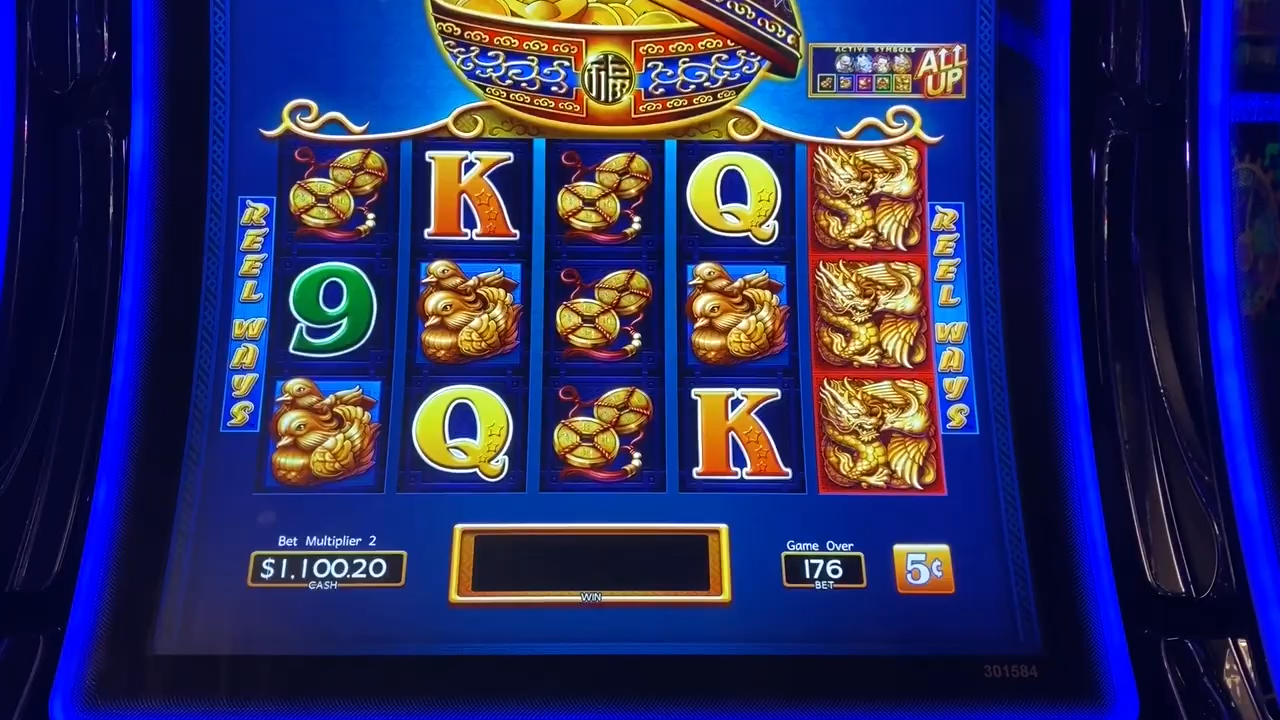 福
ACTIVE SYMBOLS
ALL
UP
REEL WAYS
REEL WAYS
K
Q
9
Q
K
Bet Multiplier 2
$1,100.20
CASH
WIN
Game Over
176
BET
5¢
301584